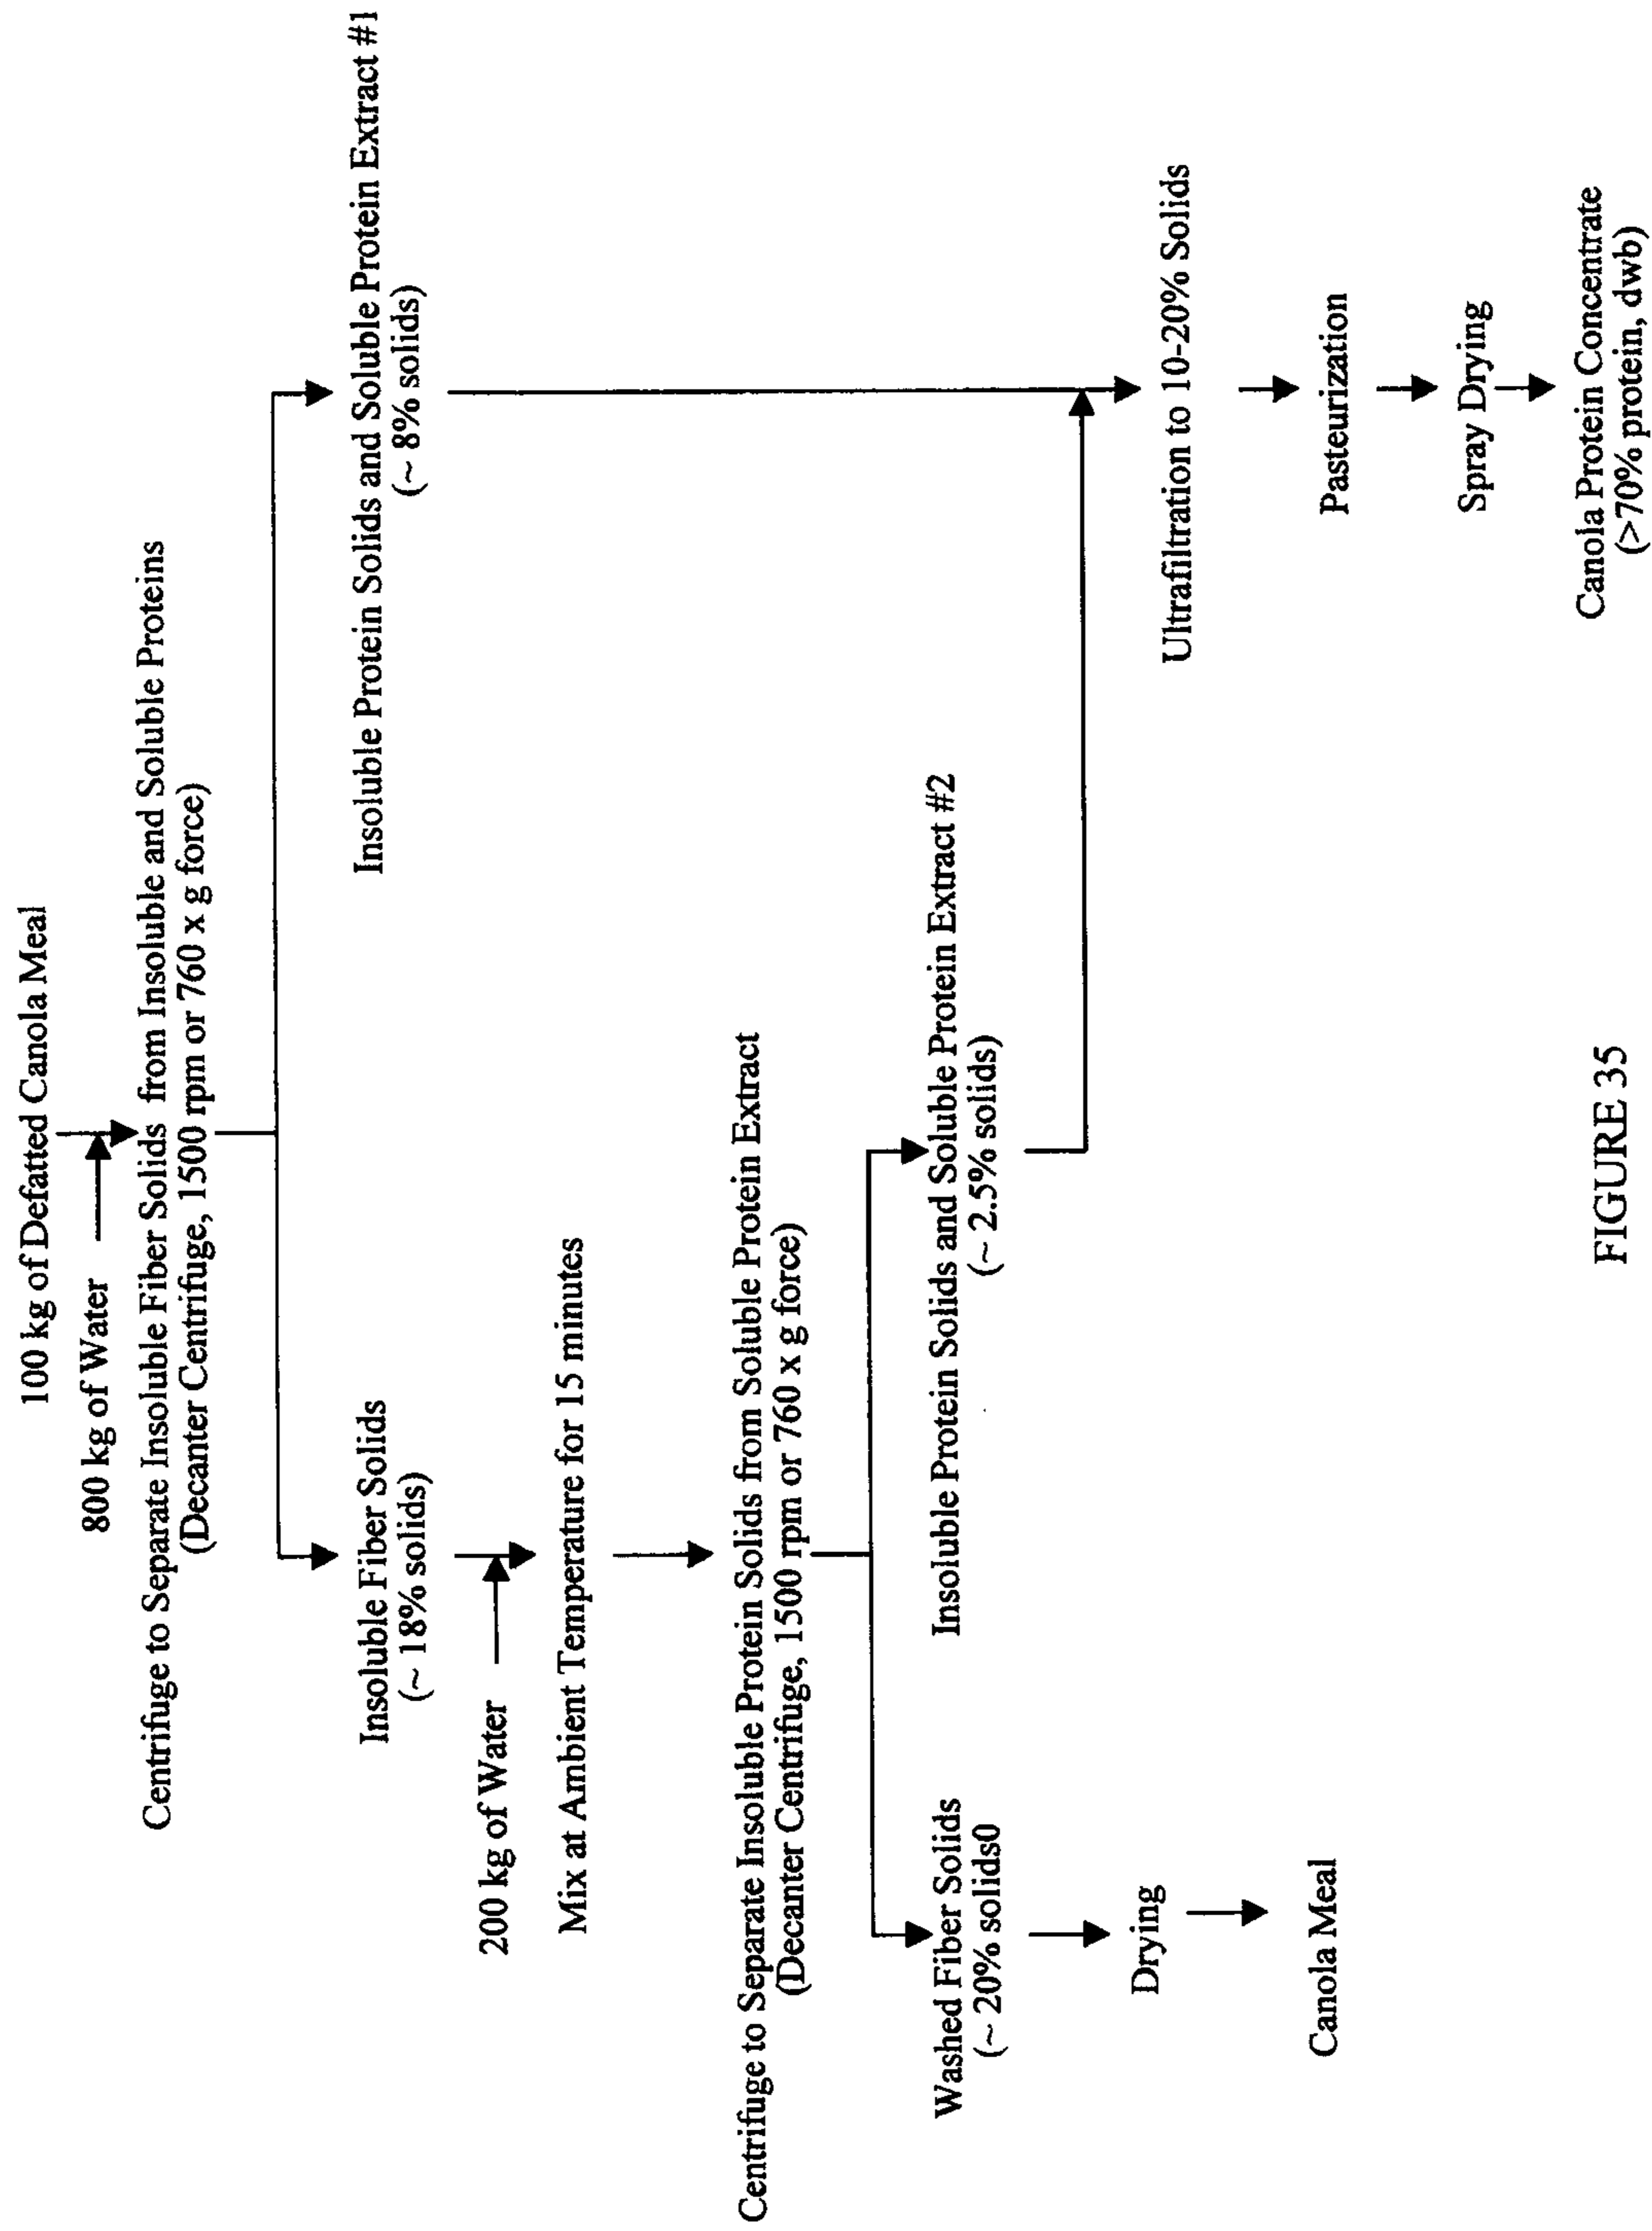 100 kg of Defatted Canola Meal
800 kg of Water
Centrifuge to Separate Insoluble Fiber Solids from Insoluble and Soluble Proteins
(Decanter Centrifuge, 1500 rpm or 760 x g force)
Insoluble Fiber Solids
(~ 18% solids)
Insoluble Protein Solids and Soluble Protein Extract #1
(~ 8% solids)
200 kg of Water
Mix at Ambient Temperature for 15 minutes
Centrifuge to Separate Insoluble Protein Solids from Soluble Protein Extract
(Decanter Centrifuge, 1500 rpm or 760 x g force)
Washed Fiber Solids
(~ 20% solids0
Insoluble Protein Solids and Soluble Protein Extract #2
(~ 2.5% solids)
Drying
Canola Meal
Ultrafiltration to 10-20% Solids
Pasteurization
Spray Drying
Canola Protein Concentrate
(>70% protein, dwb)
FIGURE 35